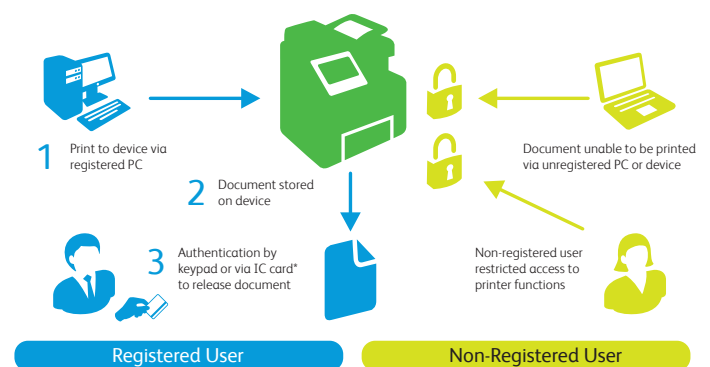 1
Print to device via
registered PC
2
Document stored
on device
3
Authentication by
keypad or via IC card*
to release document
Document unable to be printed
via unregistered PC or device
Non-registered user
restricted access to
printer functions
Registered User
Non-Registered User